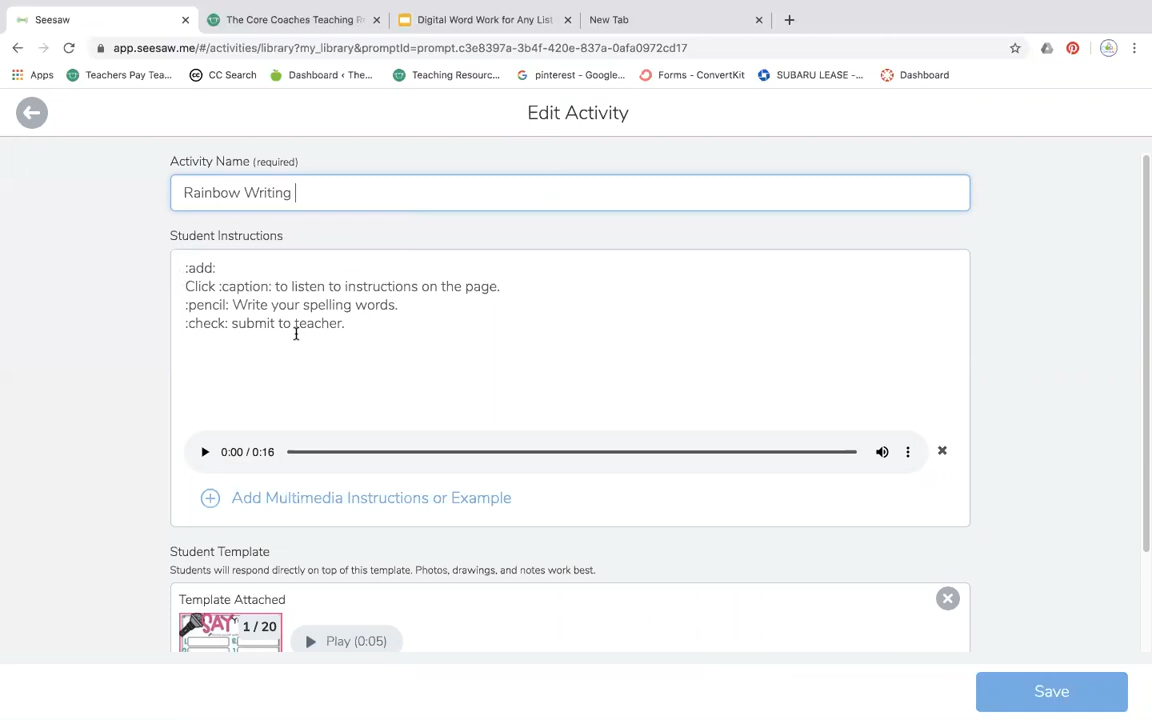 Seesaw
The Core Coaches Teaching R
Digital Word Work for Any List
New Tab
app.seesaw.me/#/activities/library?my_library&promptId=prompt.c3e8397a-3b4f-420e-837a-0afa0972cd17
Apps
Teachers Pay Tea...
CC Search
Dashboard ‹ The...
Teaching Resourc...
pinterest - Google...
Forms - ConvertKit
SUBARU LEASE -...
Dashboard
Edit Activity
Activity Name (required)
Rainbow Writing
Student Instructions
:add:
Click :caption: to listen to instructions on the page.
:pencil: Write your spelling words.
:check: submit to teacher.
0:00 / 0:16
Add Multimedia Instructions or Example
Student Template
Students will respond directly on top of this template. Photos, drawings, and notes work best.
Template Attached
SAY
1 / 20
Play (0:05)
Save